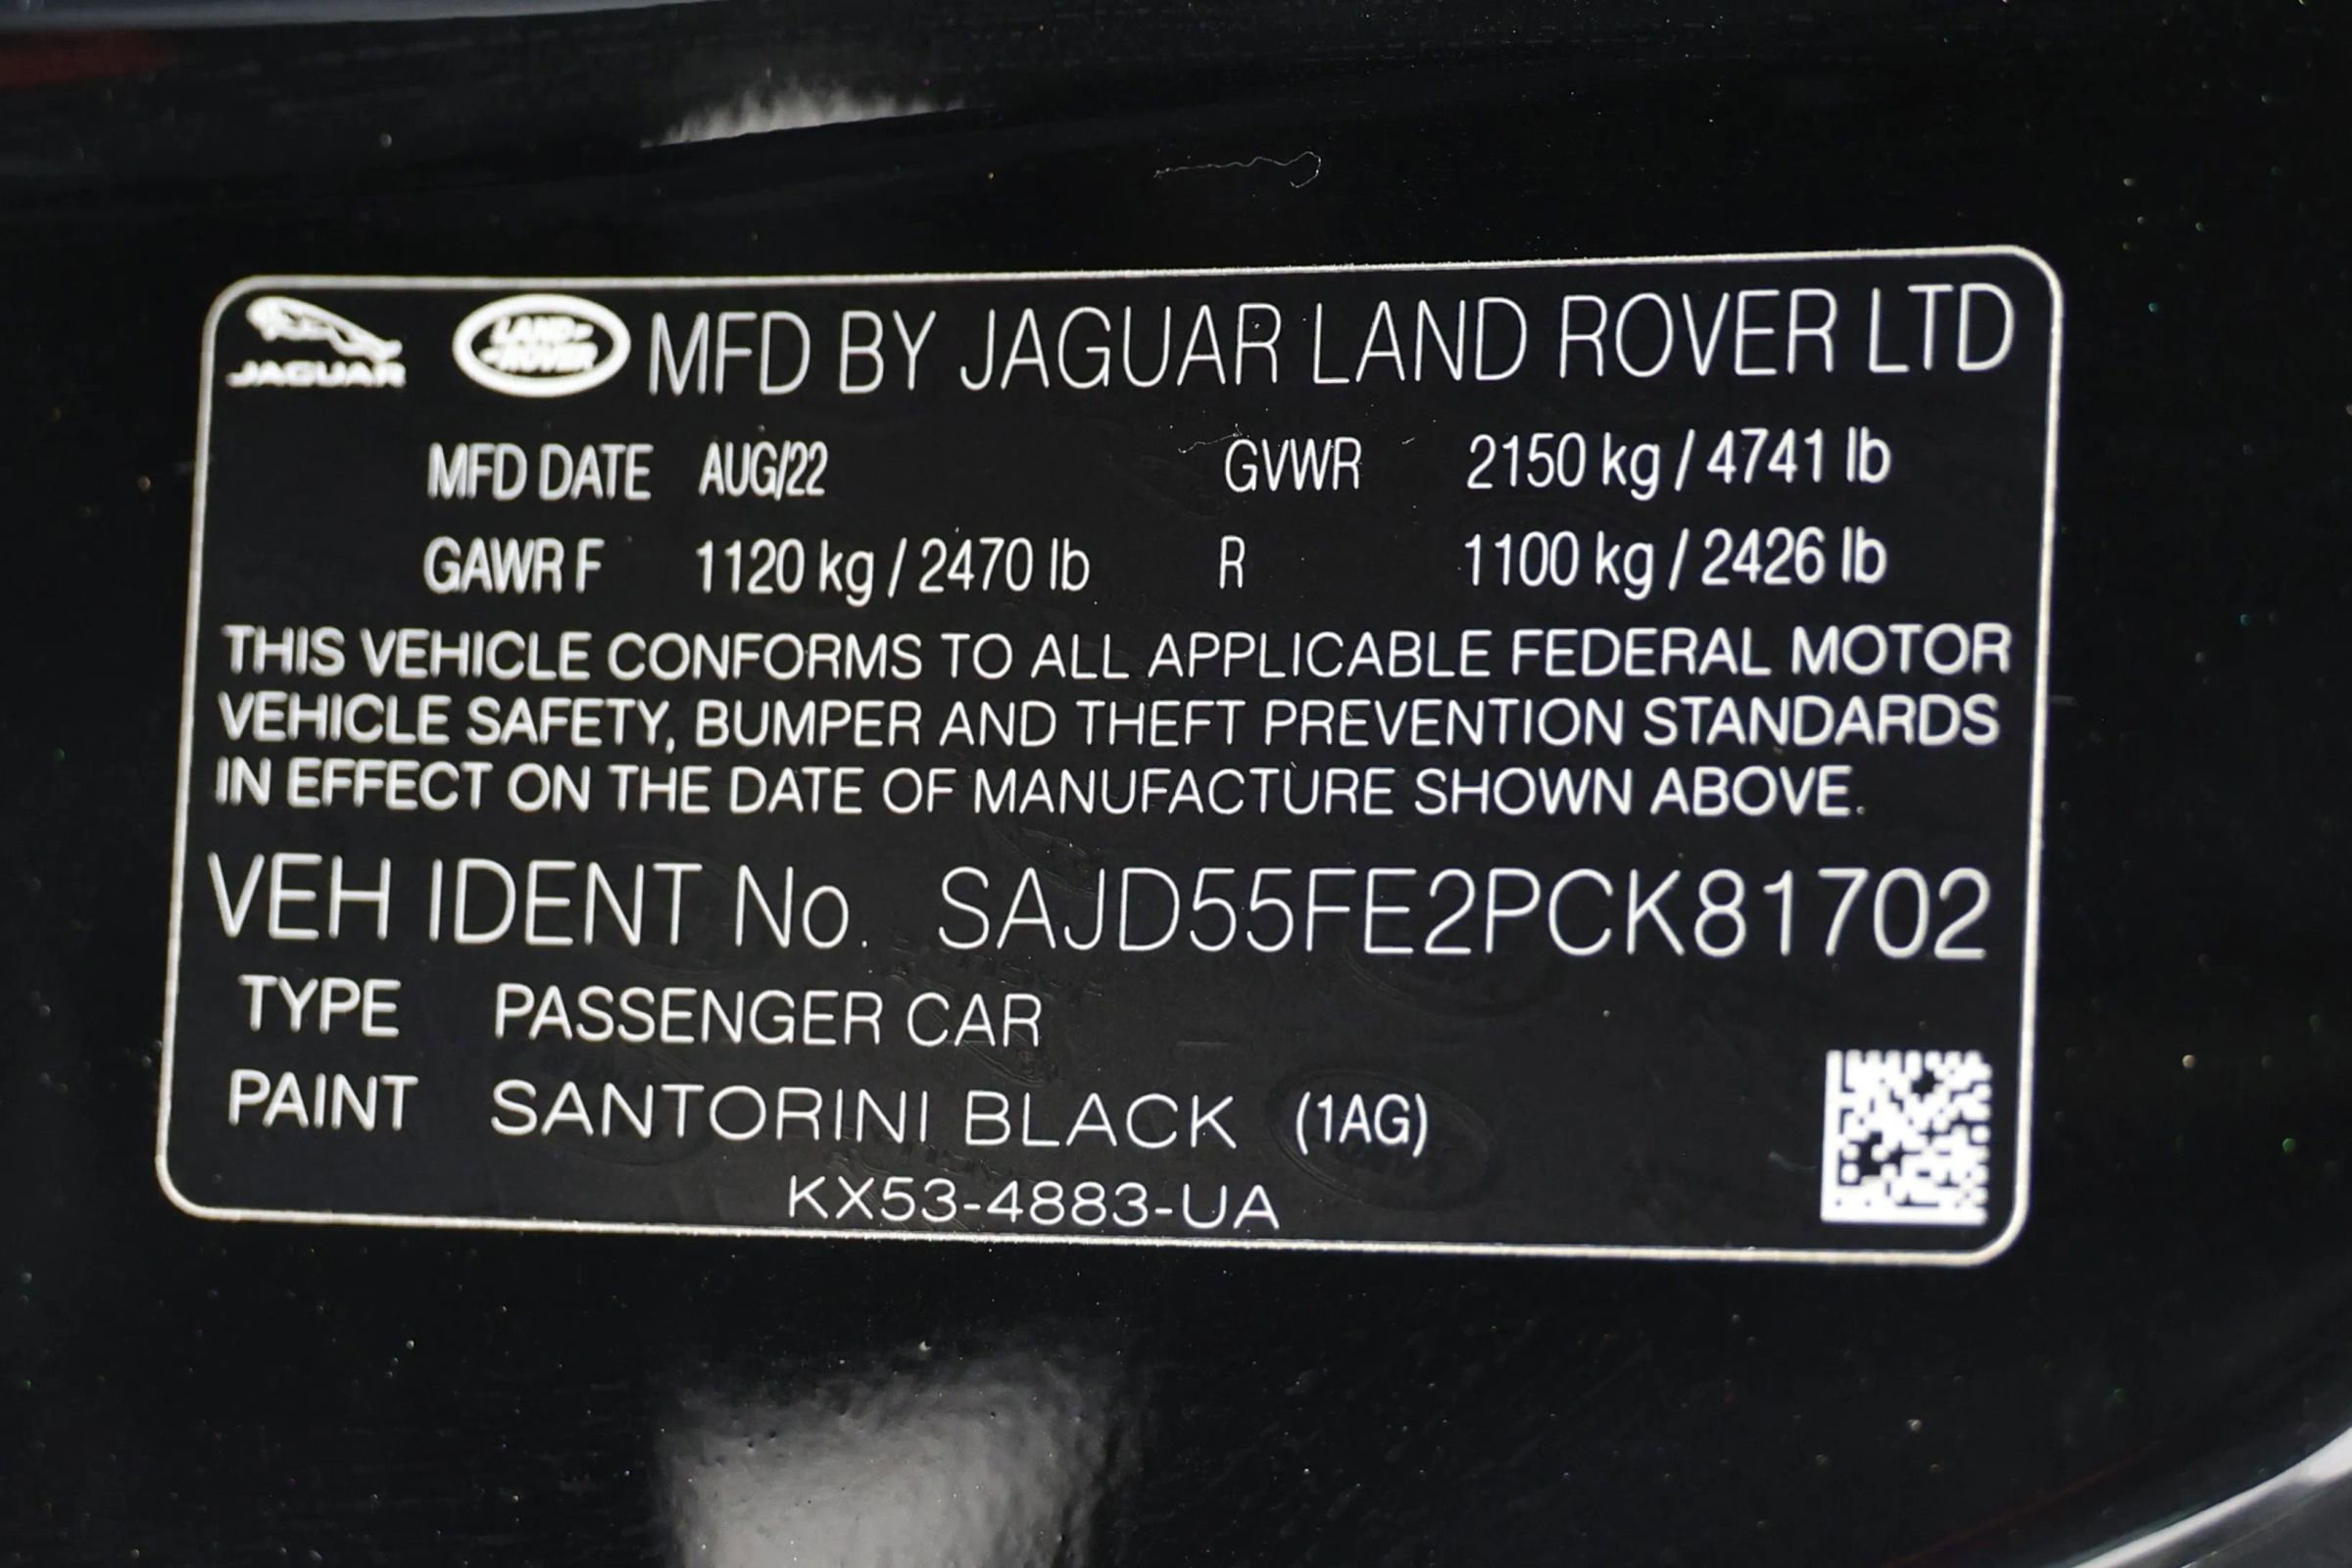 JAGUAR LAND ROVER MFD BY JAGUAR LAND ROVER LTD
MFD DATE AUG/22 GVWR 2150 kg / 4741 lb
GAWR F 1120 kg / 2470 lb R 1100 kg / 2426 lb
THIS VEHICLE CONFORMS TO ALL APPLICABLE FEDERAL MOTOR
VEHICLE SAFETY, BUMPER AND THEFT PREVENTION STANDARDS
IN EFFECT ON THE DATE OF MANUFACTURE SHOWN ABOVE.
VEH IDENT No. SAJD55FE2PCK81702
TYPE PASSENGER CAR
PAINT SANTORINI BLACK (1AG)
KX53-4883-UA